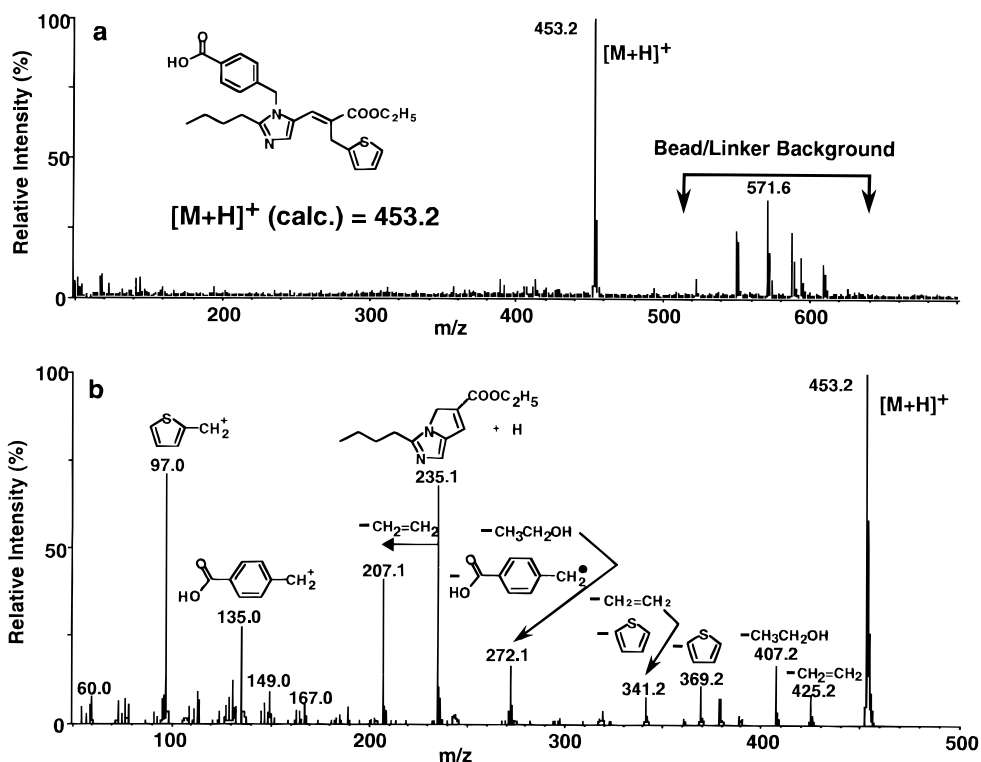 100
a
453.2
[M+H]+
O
HO
N
COOC2H5
N
S
Bead/Linker Background
571.6
[M+H]+ (calc.) = 453.2
50
0
Relative Intensity (%)
200
300
400
500
600
m/z
100
b
453.2
[M+H]+
COOC2H5
+ H
N
N
235.1
S
CH2+
97.0
−CH2=CH2
207.1
−CH3CH2OH
−
O
HO
CH2•
272.1
O
HO
CH2+
135.0
−CH2=CH2
− S
341.2
− S
369.2
−CH3CH2OH
407.2
−CH2=CH2
425.2
60.0
149.0
167.0
50
0
Relative Intensity (%)
100
200
300
400
500
m/z